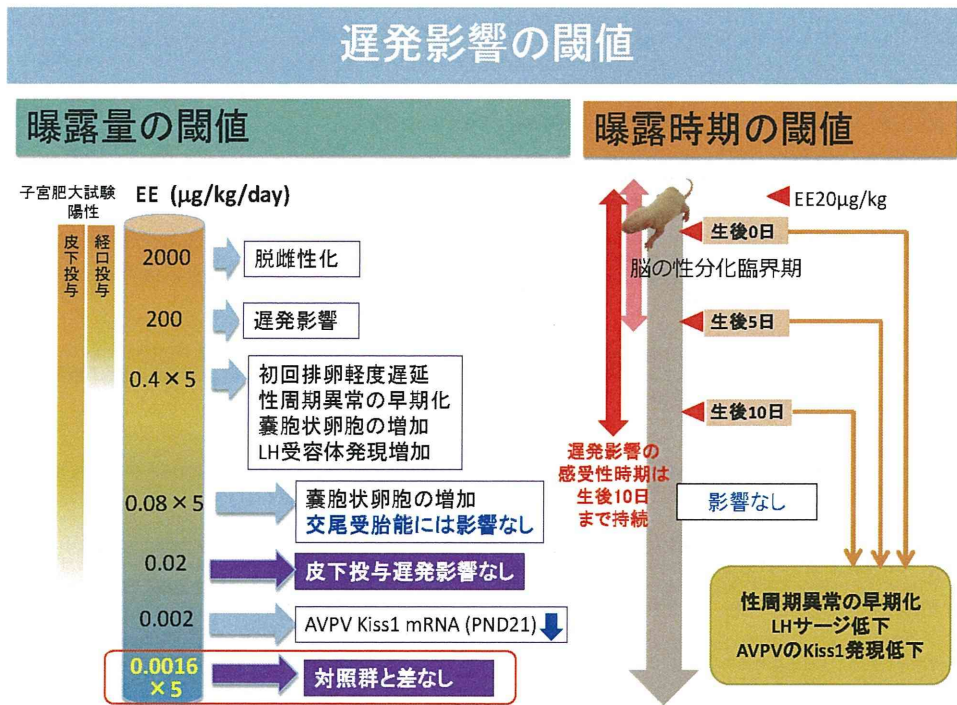 遅発影響の閾値
曝露量の閾値
子宮肥大試験
陽性
皮下投与
経口投与
EE (μg/kg/day)
2000
脱雌性化
200
遅発影響
0.4×5
初回排卵軽度遅延
性周期異常の早期化
嚢胞状卵胞の増加
LH受容体発現増加
0.08×5
嚢胞状卵胞の増加
交尾受胎能には影響なし
0.02
皮下投与遅発影響なし
0.002
AVPV Kiss1 mRNA (PND21)
0.0016
×5
対照群と差なし
曝露時期の閾値
EE20μg/kg
生後0日
脳の性分化臨界期
生後5日
生後10日
遅発影響の
感受性時期は
生後10日
まで持続
影響なし
性周期異常の早期化
LHサージ低下
AVPVのKiss1発現低下